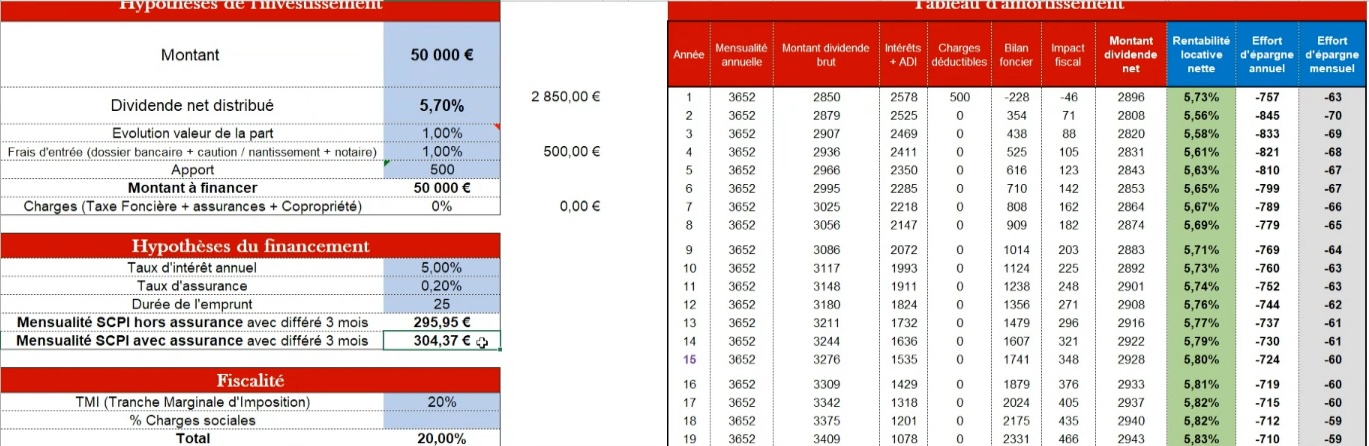 Hypothèses de l'investissement
Montant 50 000 €
Dividende net distribué 5,70% 2 850,00 €
Evolution valeur de la part 1,00%
Frais d'entrée (dossier bancaire + caution / nantissement + notaire) 1,00% 500,00 €
Apport 500
Montant à financer 50 000 €
Charges (Taxe Foncière + assurances + Copropriété) 0% 0,00 €
Hypothèses du financement
Taux d'intérêt annuel 5,00%
Taux d'assurance 0,20%
Durée de l'emprunt 25
Mensualité SCPI hors assurance avec différé 3 mois 295,95 €
Mensualité SCPI avec assurance avec différé 3 mois 304,37 €
Fiscalité
TMI (Tranche Marginale d'Imposition) 20%
% Charges sociales
Total 20,00%
Tableau d'amortissement
Année Mensualité annuelle Montant dividende brut Intérêts + ADI Charges déductibles Bilan foncier Impact fiscal Montant dividende net Rentabilité locative nette Effort d'épargne annuel Effort d'épargne mensuel
1 3652 2850 2578 500 -228 -46 2896 5,73% -757 -63
2 3652 2879 2525 0 354 71 2808 5,56% -845 -70
3 3652 2907 2469 0 438 88 2820 5,58% -833 -69
4 3652 2936 2411 0 525 105 2831 5,61% -821 -68
5 3652 2966 2350 0 616 123 2843 5,63% -810 -67
6 3652 2995 2285 0 710 142 2853 5,65% -799 -67
7 3652 3025 2218 0 808 162 2864 5,67% -789 -66
8 3652 3056 2147 0 909 182 2874 5,69% -779 -65
9 3652 3086 2072 0 1014 203 2883 5,71% -769 -64
10 3652 3117 1993 0 1124 225 2892 5,73% -760 -63
11 3652 3148 1911 0 1238 248 2901 5,74% -752 -63
12 3652 3180 1824 0 1356 271 2908 5,76% -744 -62
13 3652 3211 1732 0 1479 296 2916 5,77% -737 -61
14 3652 3244 1636 0 1607 321 2922 5,79% -730 -61
15 3652 3276 1535 0 1741 348 2928 5,80% -724 -60
16 3652 3309 1429 0 1879 376 2933 5,81% -719 -60
17 3652 3342 1318 0 2024 405 2937 5,82% -715 -60
18 3652 3375 1201 0 2175 435 2940 5,82% -712 -59
19 3652 3409 1078 0 2331 466 2943 5,83% -710 -59